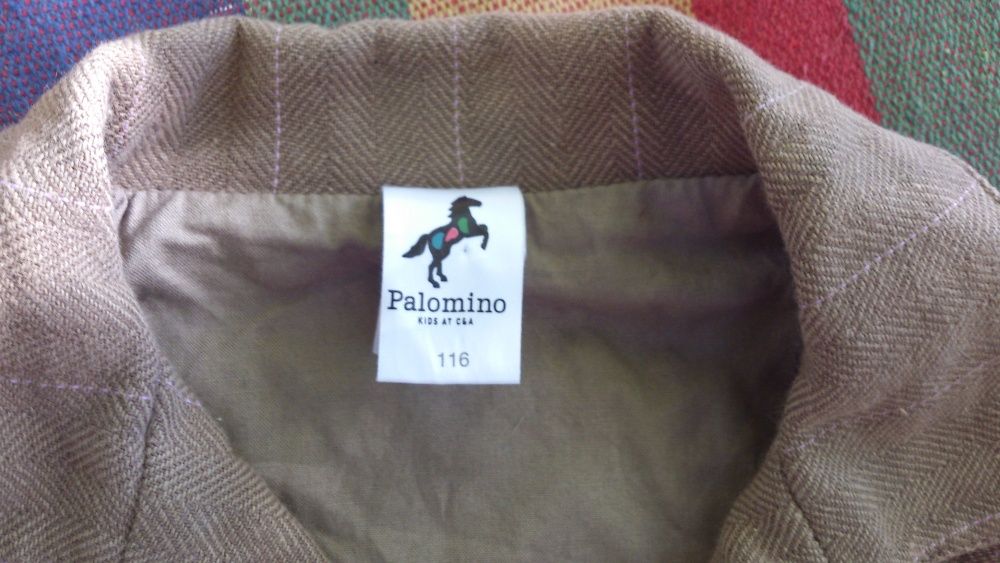 Palomino
KIDS AT C&A
116